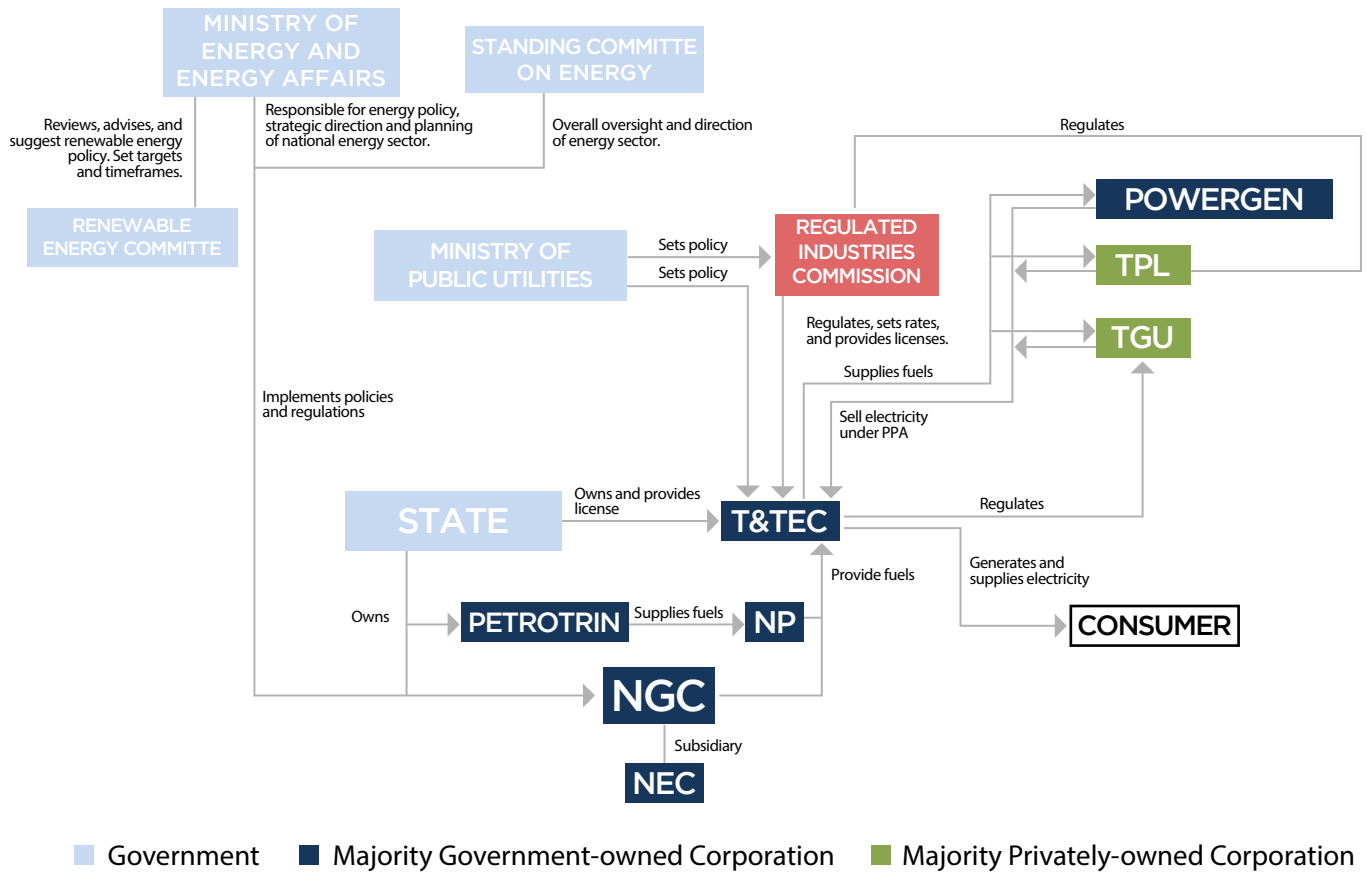 MINISTRY OF
ENERGY AND
ENERGY AFFAIRS
STANDING COMMITTE
ON ENERGY
Reviews, advises, and
suggest renewable energy
policy. Set targets
and timeframes.
Responsible for energy policy,
strategic direction and planning
of national energy sector.
Overall oversight and direction
of energy sector.
Regulates
RENEWABLE
ENERGY COMMITTE
MINISTRY OF
PUBLIC UTILITIES
Sets policy
Sets policy
REGULATED
INDUSTRIES
COMMISSION
POWERGEN
TPL
TGU
Regulates, sets rates,
and provides licenses.
Supplies fuels
Implements policies
and regulations
Sell electricity
under PPA
STATE
Owns and provides
license
T&TEC
Regulates
Provide fuels
Generates and
supplies electricity
Owns
PETROTRIN
Supplies fuels
NP
CONSUMER
NGC
Subsidiary
NEC
Government
Majority Government-owned Corporation
Majority Privately-owned Corporation